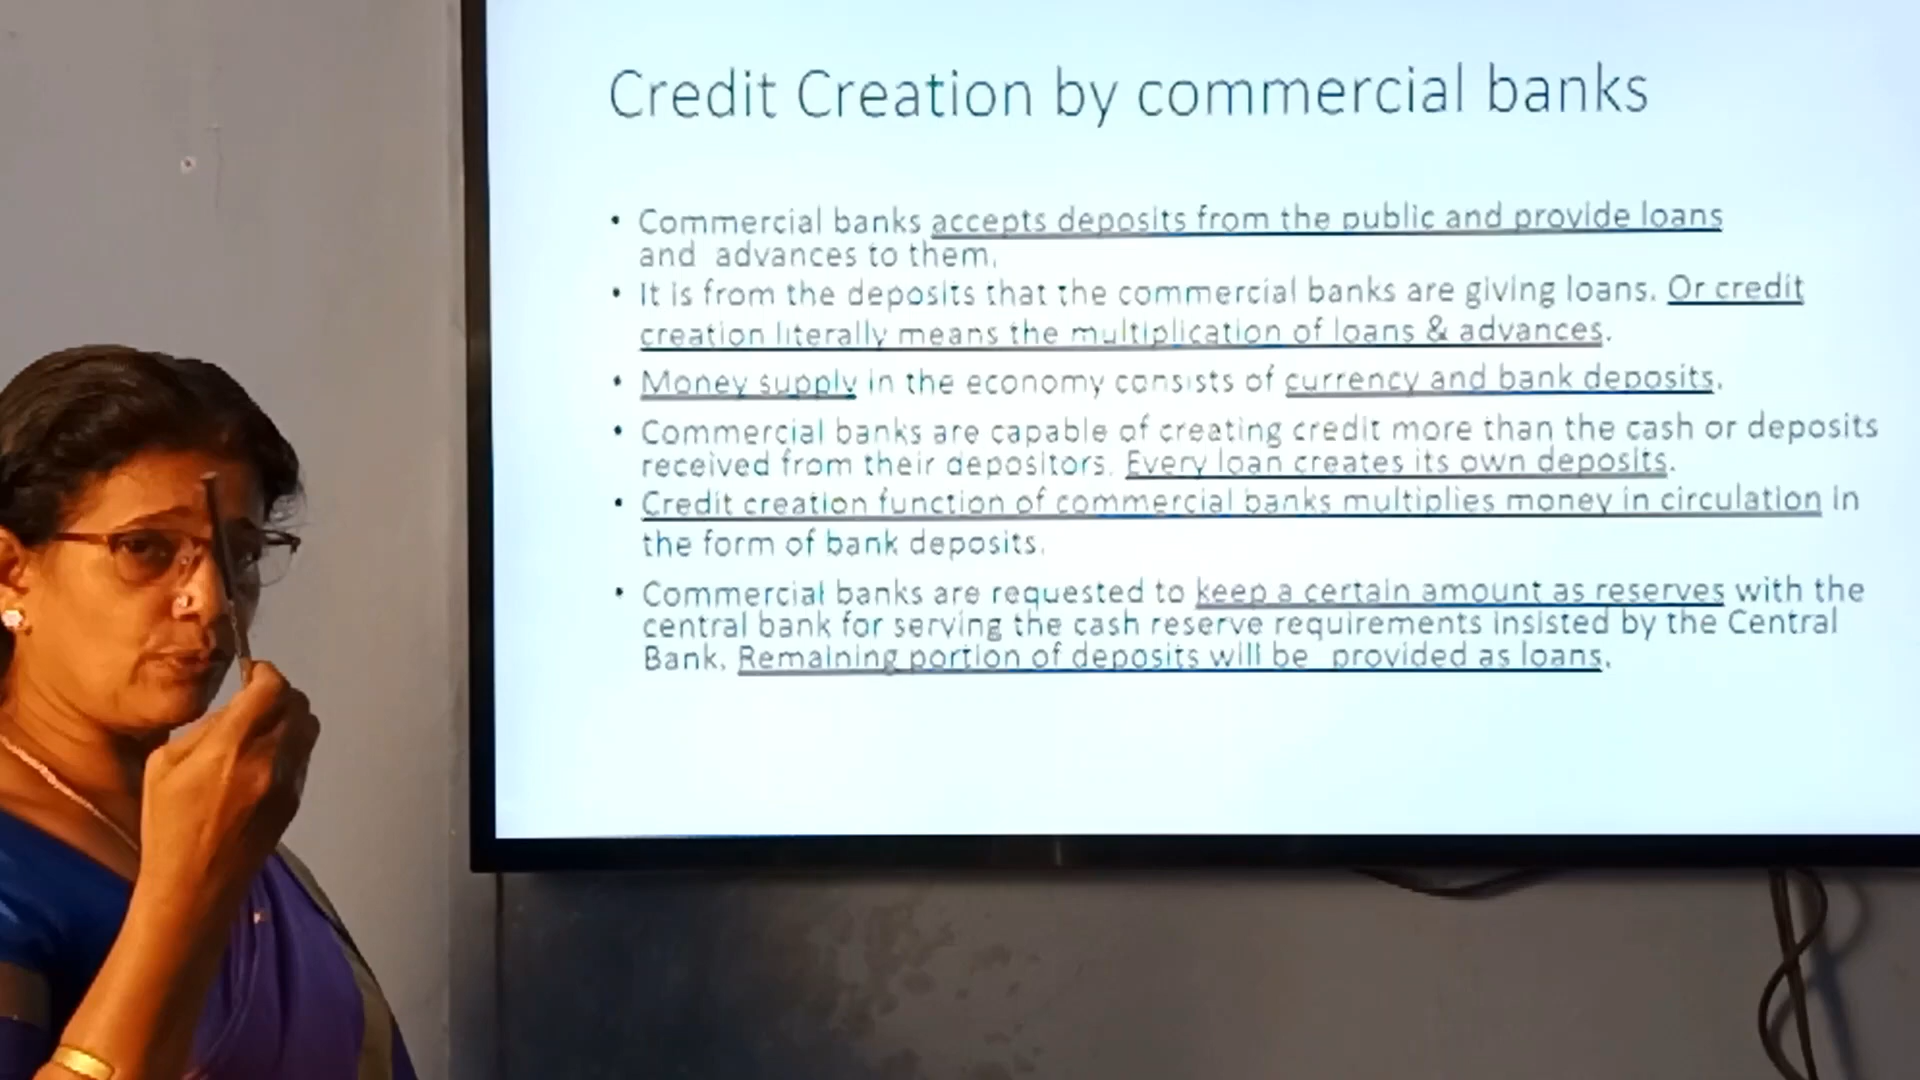 Credit Creation by commercial banks
• Commercial banks accepts deposits from the public and provide loans
and advances to them.
• It is from the deposits that the commercial banks are giving loans. Or credit
creation literally means the multiplication of loans & advances.
• Money supply in the economy consists of currency and bank deposits.
• Commercial banks are capable of creating credit more than the cash or deposits
received from their depositors. Every loan creates its own deposits.
• Credit creation function of commercial banks multiplies money in circulation in
the form of bank deposits.
• Commercial banks are requested to keep a certain amount as reserves with the
central bank for serving the cash reserve requirements insisted by the Central
Bank. Remaining portion of deposits will be provided as loans.